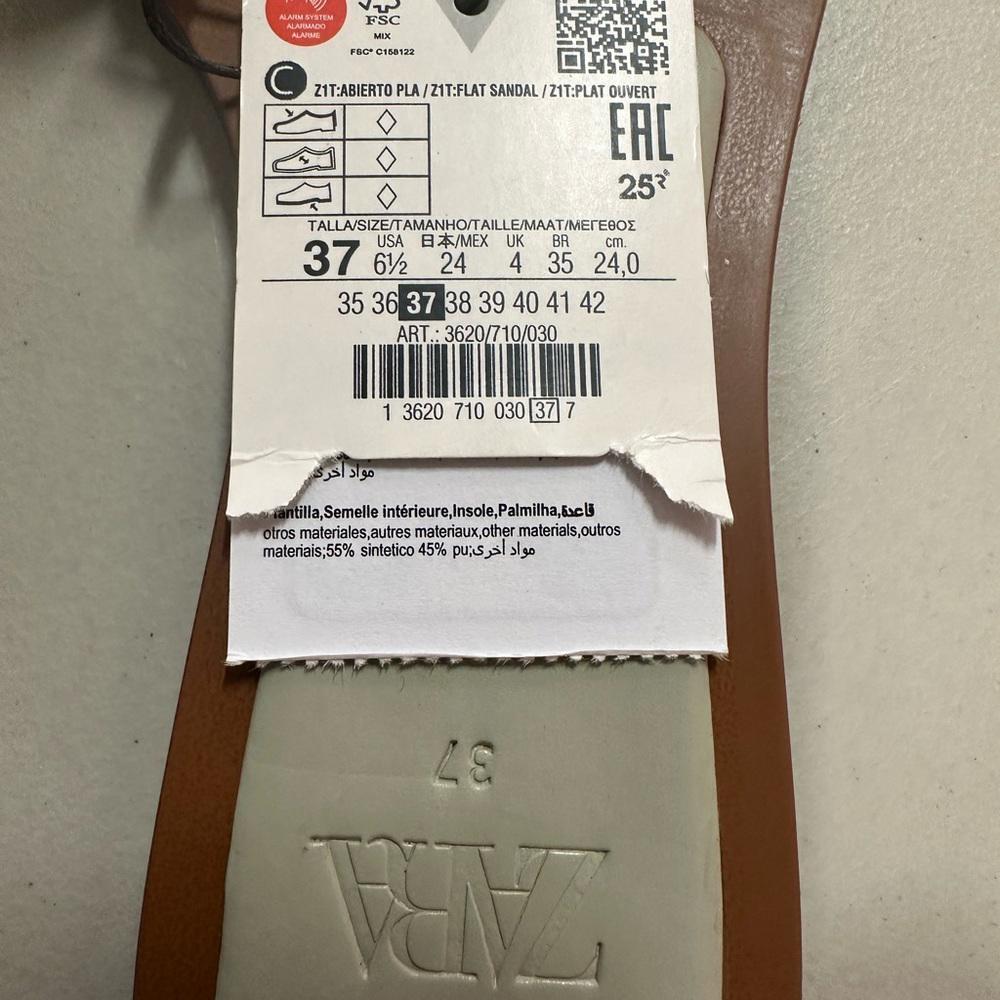 ALARM SYSTEM
ALARMADO
ALARME
FSC
MIX
FSC® C158122
C
Z1T:ABIERTO PLA / Z1T:FLAT SANDAL / Z1T:PLAT OUVERT
EAC
25
TALLA/SIZE/TAMANHO/TAILLE/MAAT/ΜΕΓΕΘΟΣ
USA 日本/MEX UK BR cm.
37 6½ 24 4 35 24,0
35 36 37 38 39 40 41 42
ART.: 3620/710/030
1 3620 710 030 37 7
مواد أخرى
antilla,Semelle intérieure,Insole,Palmilha,قاعدة
otros materiales,autres materiaux,other materials,outros
materiais;55% sintetico 45% pu;مواد أخرى
37
ZARA